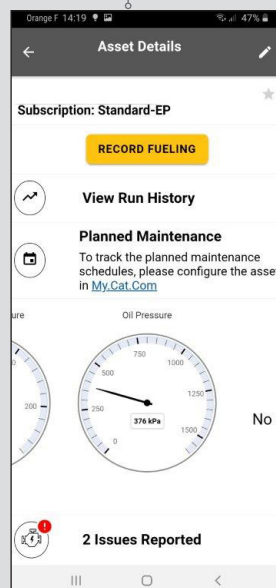 Orange F 14:19 47%
Asset Details
Subscription: Standard-EP
RECORD FUELING
View Run History
Planned Maintenance
To track the planned maintenance
schedules, please configure the asse
in My.Cat.Com
ure
Oil Pressure
750
500
1000
200
250
1250
376 kPa
No
0
1500
2 Issues Reported